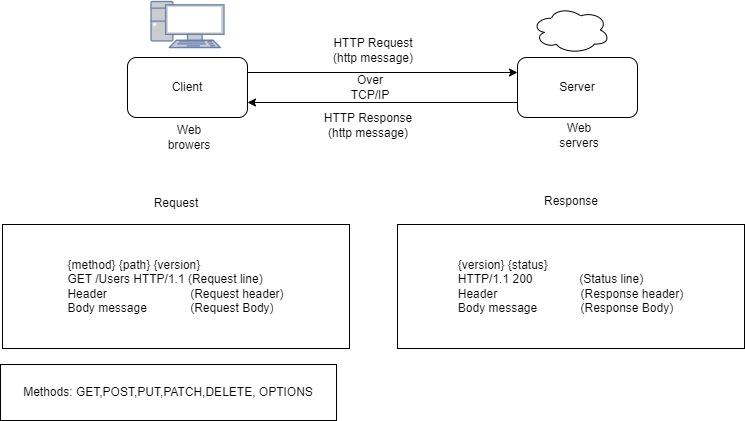 HTTP Request
(http message)
Client
Over
TCP/IP
Server
HTTP Response
(http message)
Web
browers
Web
servers
Request
Response
{method} {path} {version}
GET /Users HTTP/1.1 (Request line)
Header (Request header)
Body message (Request Body)
{version} {status}
HTTP/1.1 200 (Status line)
Header (Response header)
Body message (Response Body)
Methods: GET,POST,PUT,PATCH,DELETE, OPTIONS